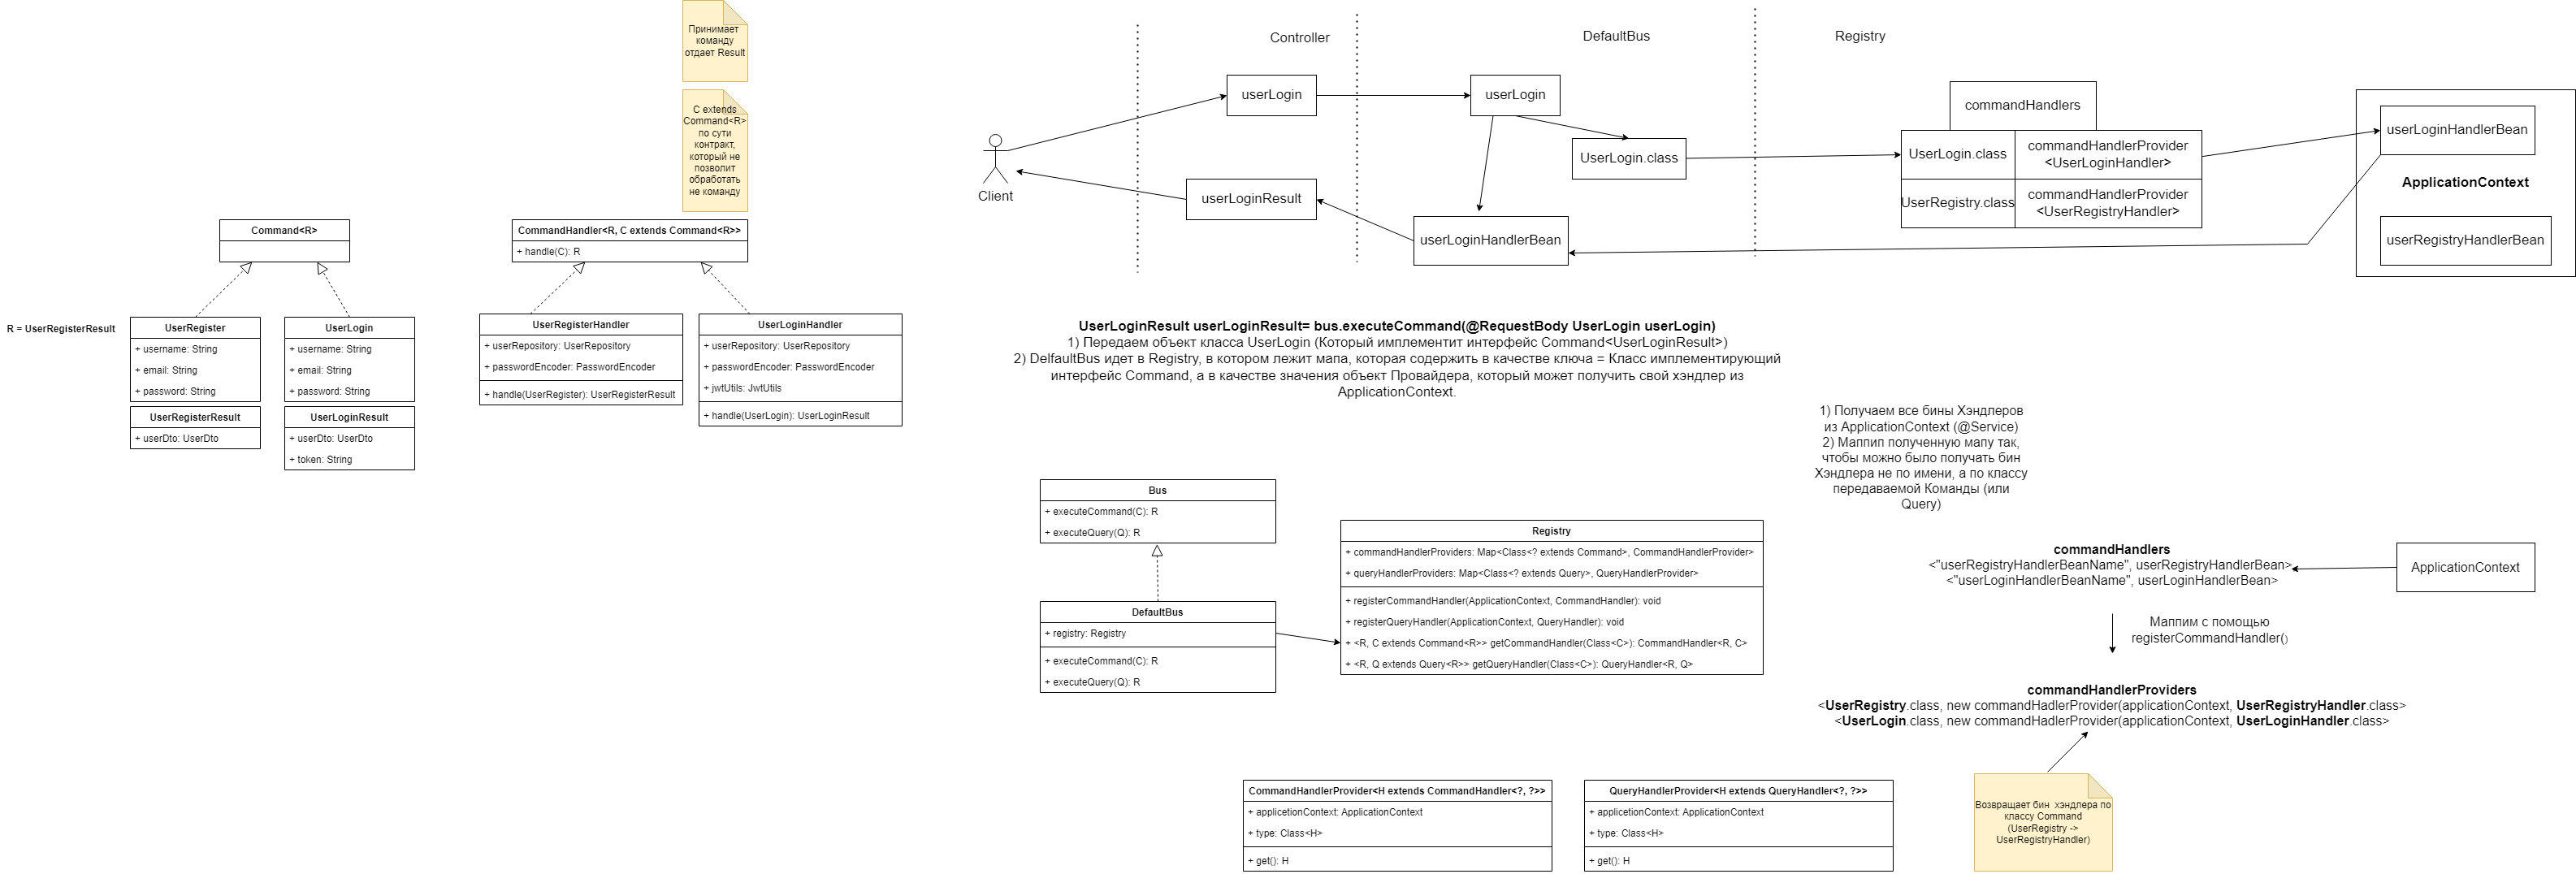 Принимает
команду
отдает Result
C extends
Command<R>
по сути
контракт,
который не
позволит
обработать
не команду
Command<R>
CommandHandler<R, C extends Command<R>>
+ handle(C): R
R = UserRegisterResult
UserRegister
+ username: String
+ email: String
+ password: String
UserRegisterResult
+ userDto: UserDto
UserLogin
+ username: String
+ email: String
+ password: String
UserLoginResult
+ userDto: UserDto
+ token: String
UserRegisterHandler
+ userRepository: UserRepository
+ passwordEncoder: PasswordEncoder
+ handle(UserRegister): UserRegisterResult
UserLoginHandler
+ userRepository: UserRepository
+ passwordEncoder: PasswordEncoder
+ jwtUtils: JwtUtils
+ handle(UserLogin): UserLoginResult
Controller
DefaultBus
Registry
Client
userLogin
userLoginResult
userLogin
UserLogin.class
userLoginHandlerBean
commandHandlers
UserLogin.class
commandHandlerProvider
<UserLoginHandler>
UserRegistry.class
commandHandlerProvider
<UserRegistryHandler>
userLoginHandlerBean
ApplicationContext
userRegistryHandlerBean
UserLoginResult userLoginResult= bus.executeCommand(@RequestBody UserLogin userLogin)
1) Передаем объект класса UserLogin (Который имплементит интерфейс Command<UserLoginResult>)
2) DelfaultBus идет в Registry, в котором лежит мапа, которая содержить в качестве ключа = Класс имплементирующий
интерфейс Command, а в качестве значения объект Провайдера, который может получить свой хэндлер из
ApplicationContext.
1) Получаем все бины Хэндлеров
из ApplicationContext (@Service)
2) Маппип полученную мапу так,
чтобы можно было получать бин
Хэндлера не по имени, а по классу
передаваемой Команды (или
Query)
Bus
+ executeCommand(C): R
+ executeQuery(Q): R
DefaultBus
+ registry: Registry
+ executeCommand(C): R
+ executeQuery(Q): R
Registry
+ commandHandlerProviders: Map<Class<? extends Command>, CommandHandlerProvider>
+ queryHandlerProviders: Map<Class<? extends Query>, QueryHandlerProvider>
+ registerCommandHandler(ApplicationContext, CommandHandler): void
+ registerQueryHandler(ApplicationContext, QueryHandler): void
+ <R, C extends Command<R>> getCommandHandler(Class<C>): CommandHandler<R, C>
+ <R, Q extends Query<R>> getQueryHandler(Class<C>): QueryHandler<R, Q>
commandHandlers
<"userRegistryHandlerBeanName", userRegistryHandlerBean>
<"userLoginHandlerBeanName", userLoginHandlerBean>
ApplicationContext
Маппим с помощью
registerCommandHandler()
commandHandlerProviders
<UserRegistry.class, new commandHadlerProvider(applicationContext, UserRegistryHandler.class>
<UserLogin.class, new commandHadlerProvider(applicationContext, UserLoginHandler.class>
Возвращает бин хэндлера по
классу Command
(UserRegistry ->
UserRegistryHandler)
CommandHandlerProvider<H extends CommandHandler<?, ?>>
+ applicetionContext: ApplicationContext
+ type: Class<H>
+ get(): H
QueryHandlerProvider<H extends QueryHandler<?, ?>>
+ applicetionContext: ApplicationContext
+ type: Class<H>
+ get(): H